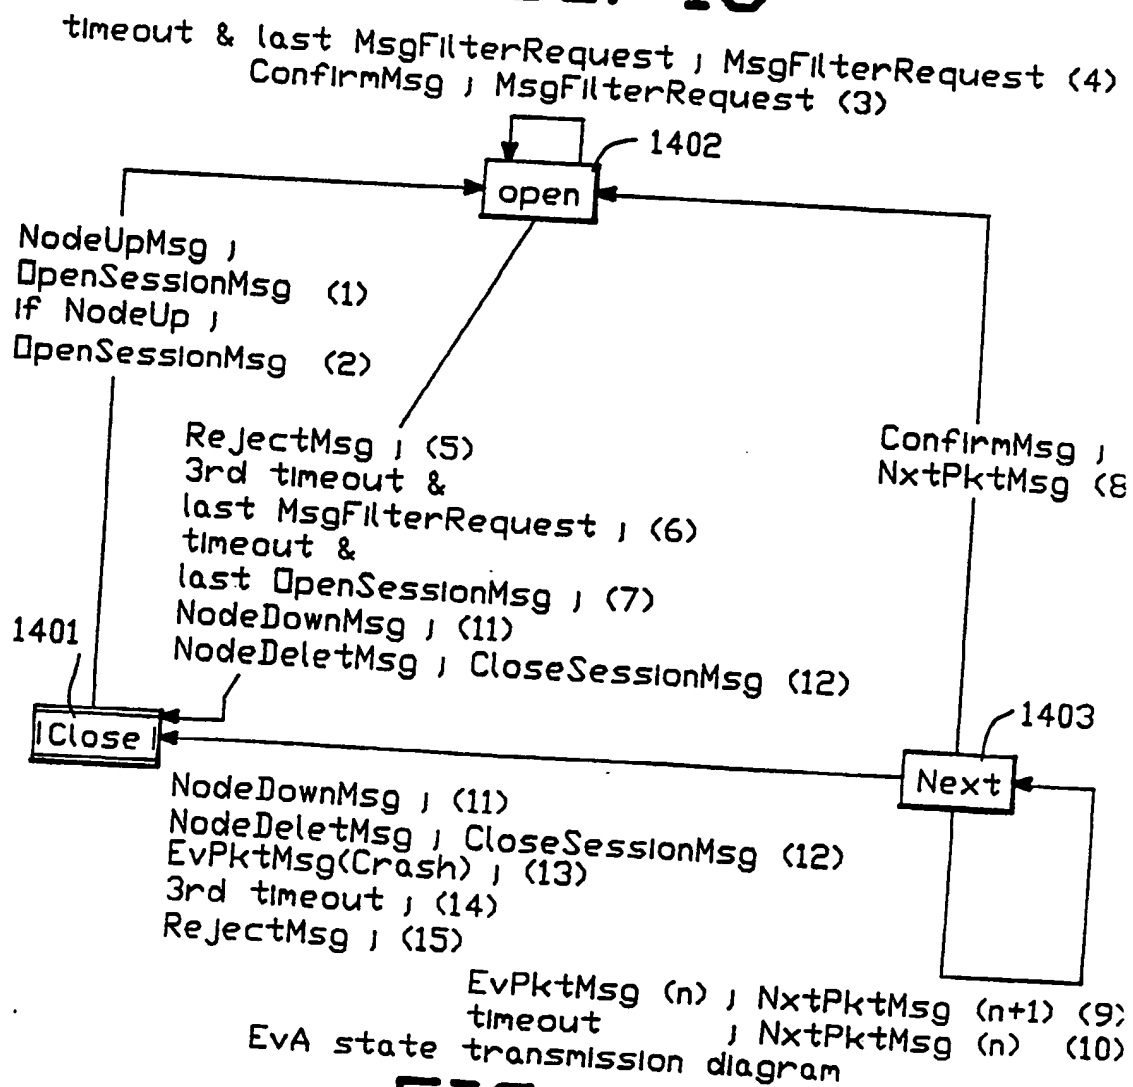 timeout & last MsgFilterRequest ; MsgFilterRequest (4)
ConfirmMsg ; MsgFilterRequest (3)
1402
open
NodeUpMsg ;
OpenSessionMsg (1)
If NodeUp ;
OpenSessionMsg (2)
ConfirmMsg ;
NxtPktMsg (8
RejectMsg ; (5)
3rd timeout &
last MsgFilterRequest ; (6)
timeout &
last OpenSessionMsg ; (7)
NodeDownMsg ; (11)
NodeDeletMsg ; CloseSessionMsg (12)
1401
1403
|Close|
Next
NodeDownMsg ; (11)
NodeDeletMsg ; CloseSessionMsg (12)
EvPktMsg(Crash) ; (13)
3rd timeout ; (14)
RejectMsg ; (15)
EvPktMsg (n) ; NxtPktMsg (n+1) (9)
timeout ; NxtPktMsg (n) (10)
EvA state transmission diagram